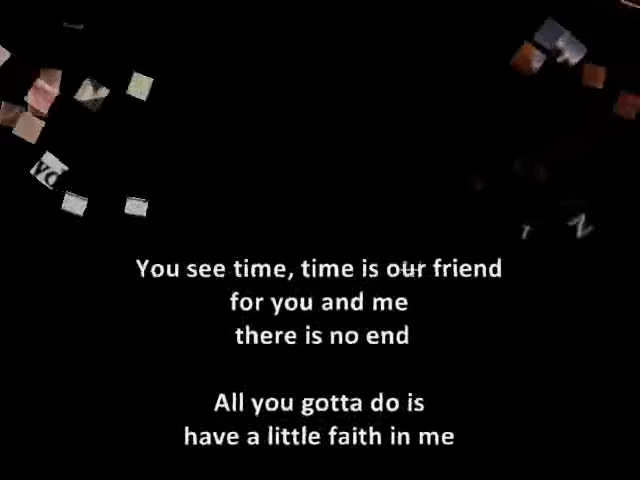 You see time, time is our friend
for you and me
there is no end
All you gotta do is
have a little faith in me